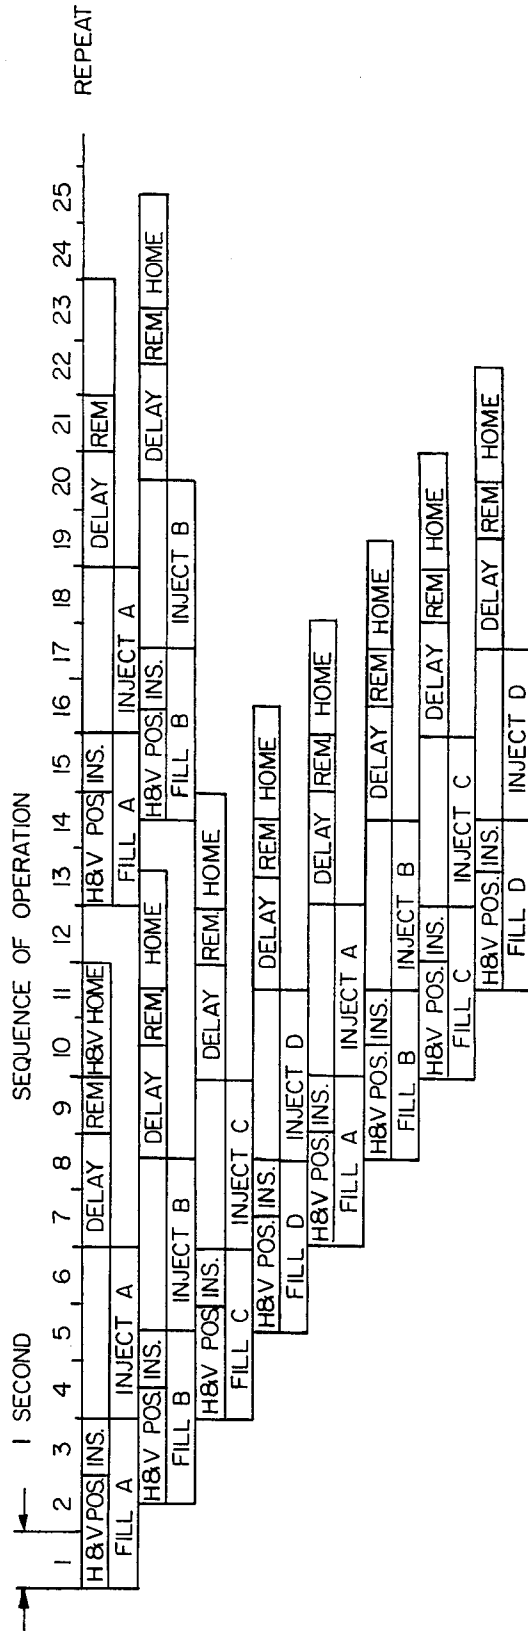 SEQUENCE OF OPERATION
1 SECOND
1 2 3 4 5 6 7 8 9 10 11 12 13 14 15 16 17 18 19 20 21 22 23 24 25 REPEAT
H&V POS. INS. DELAY REM H&V HOME H&V POS INS. DELAY REM
FILL A INJECT A FILL A INJECT A
H&V POS. INS. DELAY REM. HOME H&V POS. INS. DELAY REM HOME
FILL B INJECT B FILL B INJECT B
H&V POS INS. DELAY REM. HOME
FILL C INJECT C
H&V POS. INS. DELAY REM HOME
FILL D INJECT D
H&V POS. INS. DELAY REM. HOME
FILL A INJECT A
H&V POS. INS. DELAY REM HOME
FILL B INJECT B
H&V POS. INS. DELAY REM HOME
FILL C INJECT C
H&V POS. INS. DELAY REM. HOME
FILL D INJECT D